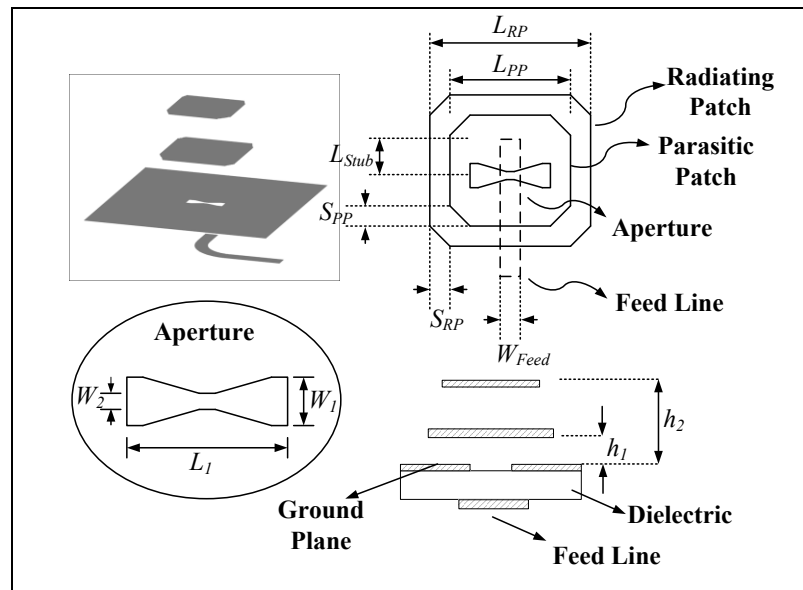 L_RP
L_PP
Radiating
Patch
L_Stub
Parasitic
Patch
S_PP
Aperture
Feed Line
S_RP
W_Feed
Aperture
W_2
W_1
L_1
h_2
h_1
Ground
Plane
Dielectric
Feed Line